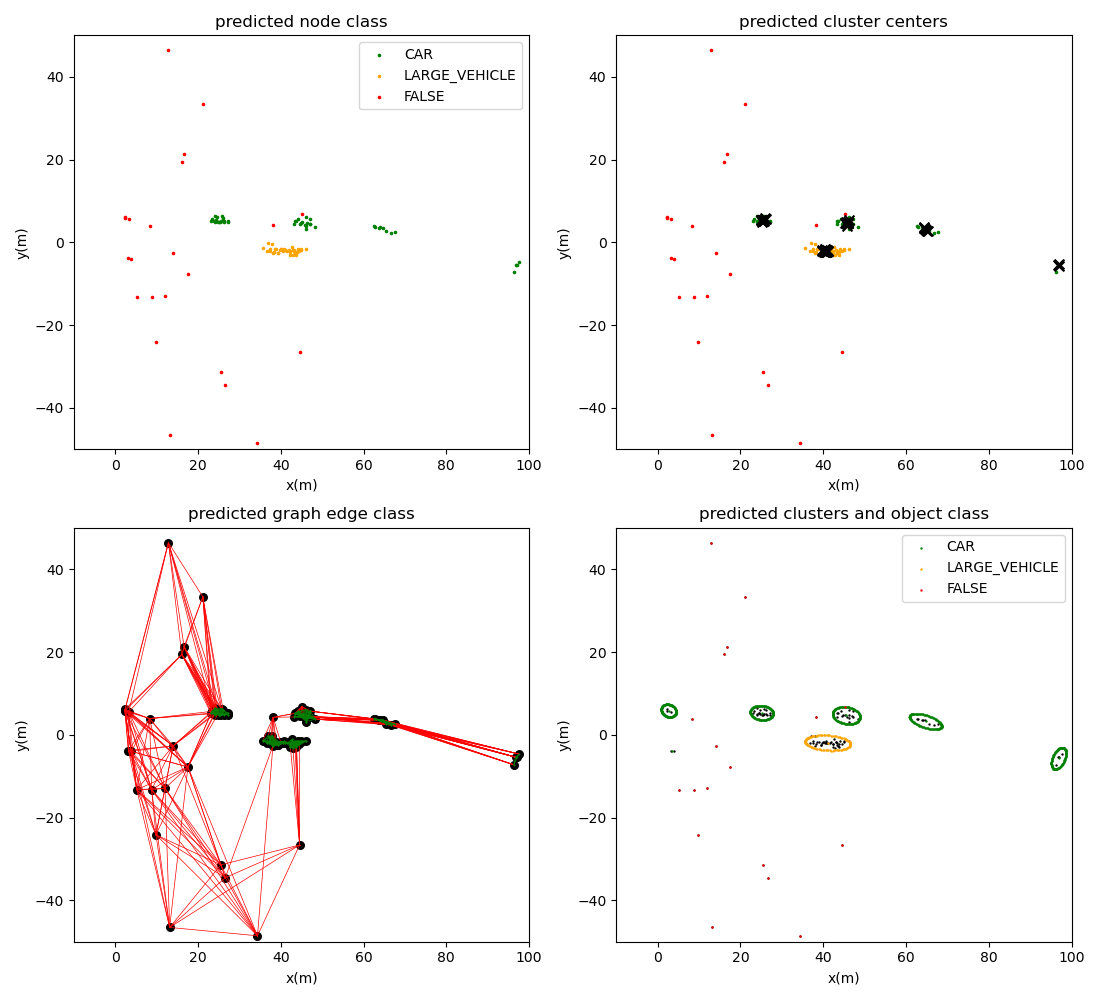 predicted node class
CAR
LARGE_VEHICLE
FALSE
40
20
0
−20
−40
y(m)
0 20 40 60 80 100
x(m)
predicted cluster centers
40
20
0
−20
−40
y(m)
0 20 40 60 80 100
x(m)
predicted graph edge class
40
20
0
−20
−40
y(m)
0 20 40 60 80 100
x(m)
predicted clusters and object class
CAR
LARGE_VEHICLE
FALSE
40
20
0
−20
−40
y(m)
0 20 40 60 80 100
x(m)